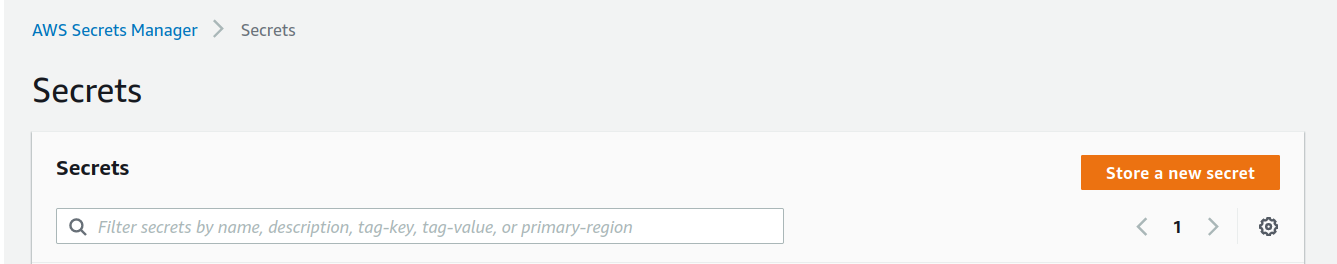 AWS Secrets Manager > Secrets
Secrets
Secrets
Store a new secret
Filter secrets by name, description, tag-key, tag-value, or primary-region
< 1 >